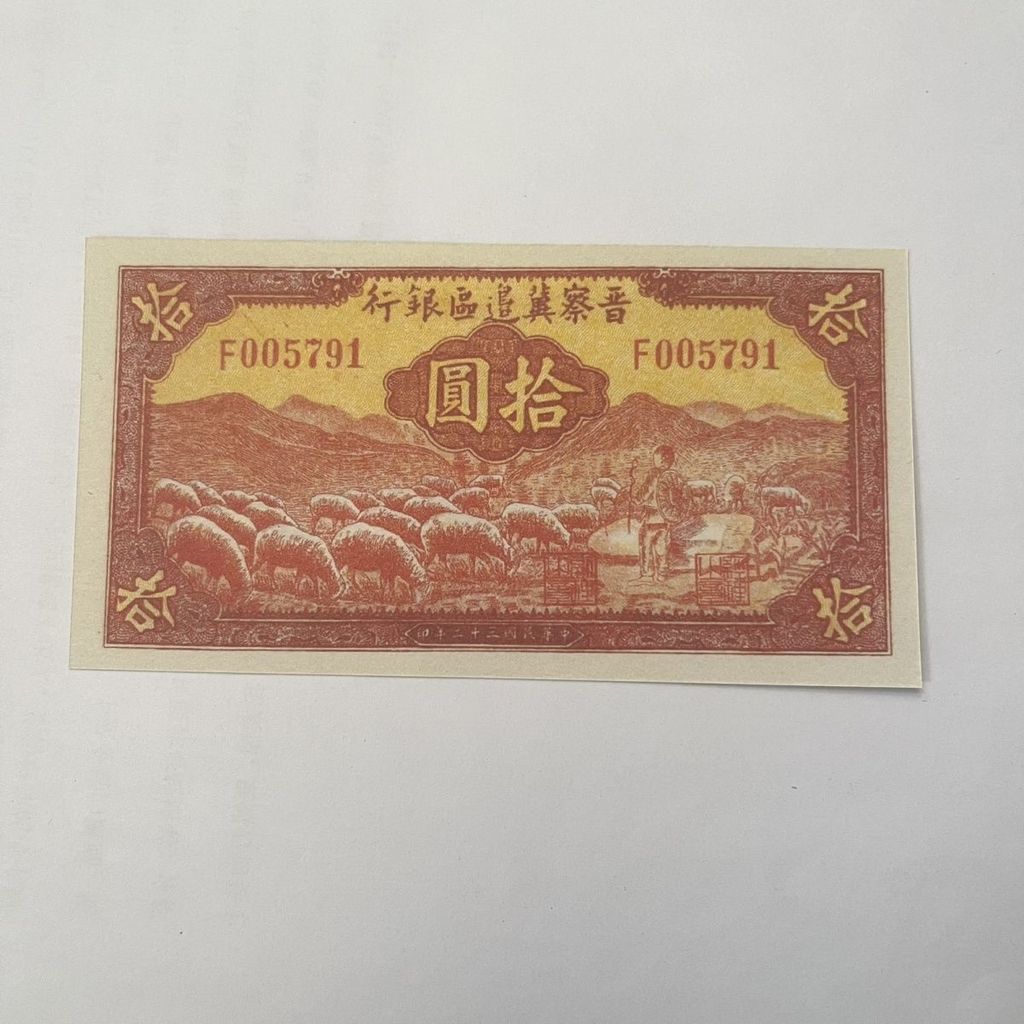 晉察冀邊區銀行
拾 拾
F005791 F005791
拾圓
拾 拾
中華民國三十二年印